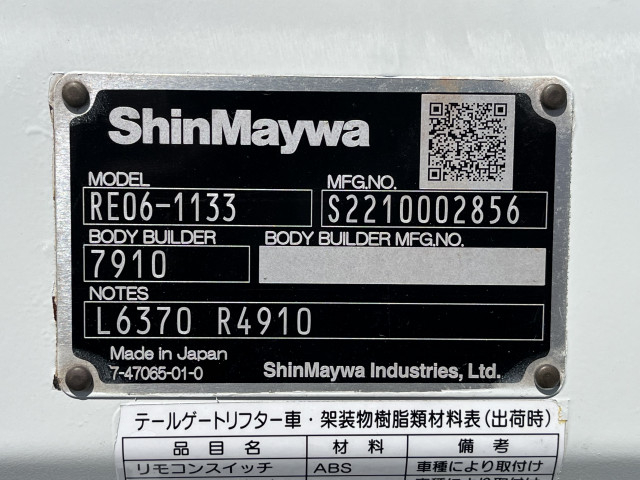 ShinMaywa
MODEL MFG.NO.
RE06-1133 S2210002856
BODY BUILDER BODY BUILDER MFG.NO.
7910
NOTES
L6370 R4910
Made in Japan
7-47065-01-0 ShinMaywa Industries, Ltd.
テールゲートリフター車・架装物樹脂類材料表(出荷時)
品目名 材料 備考
リモコンスイッチ ABS 車種により取付け